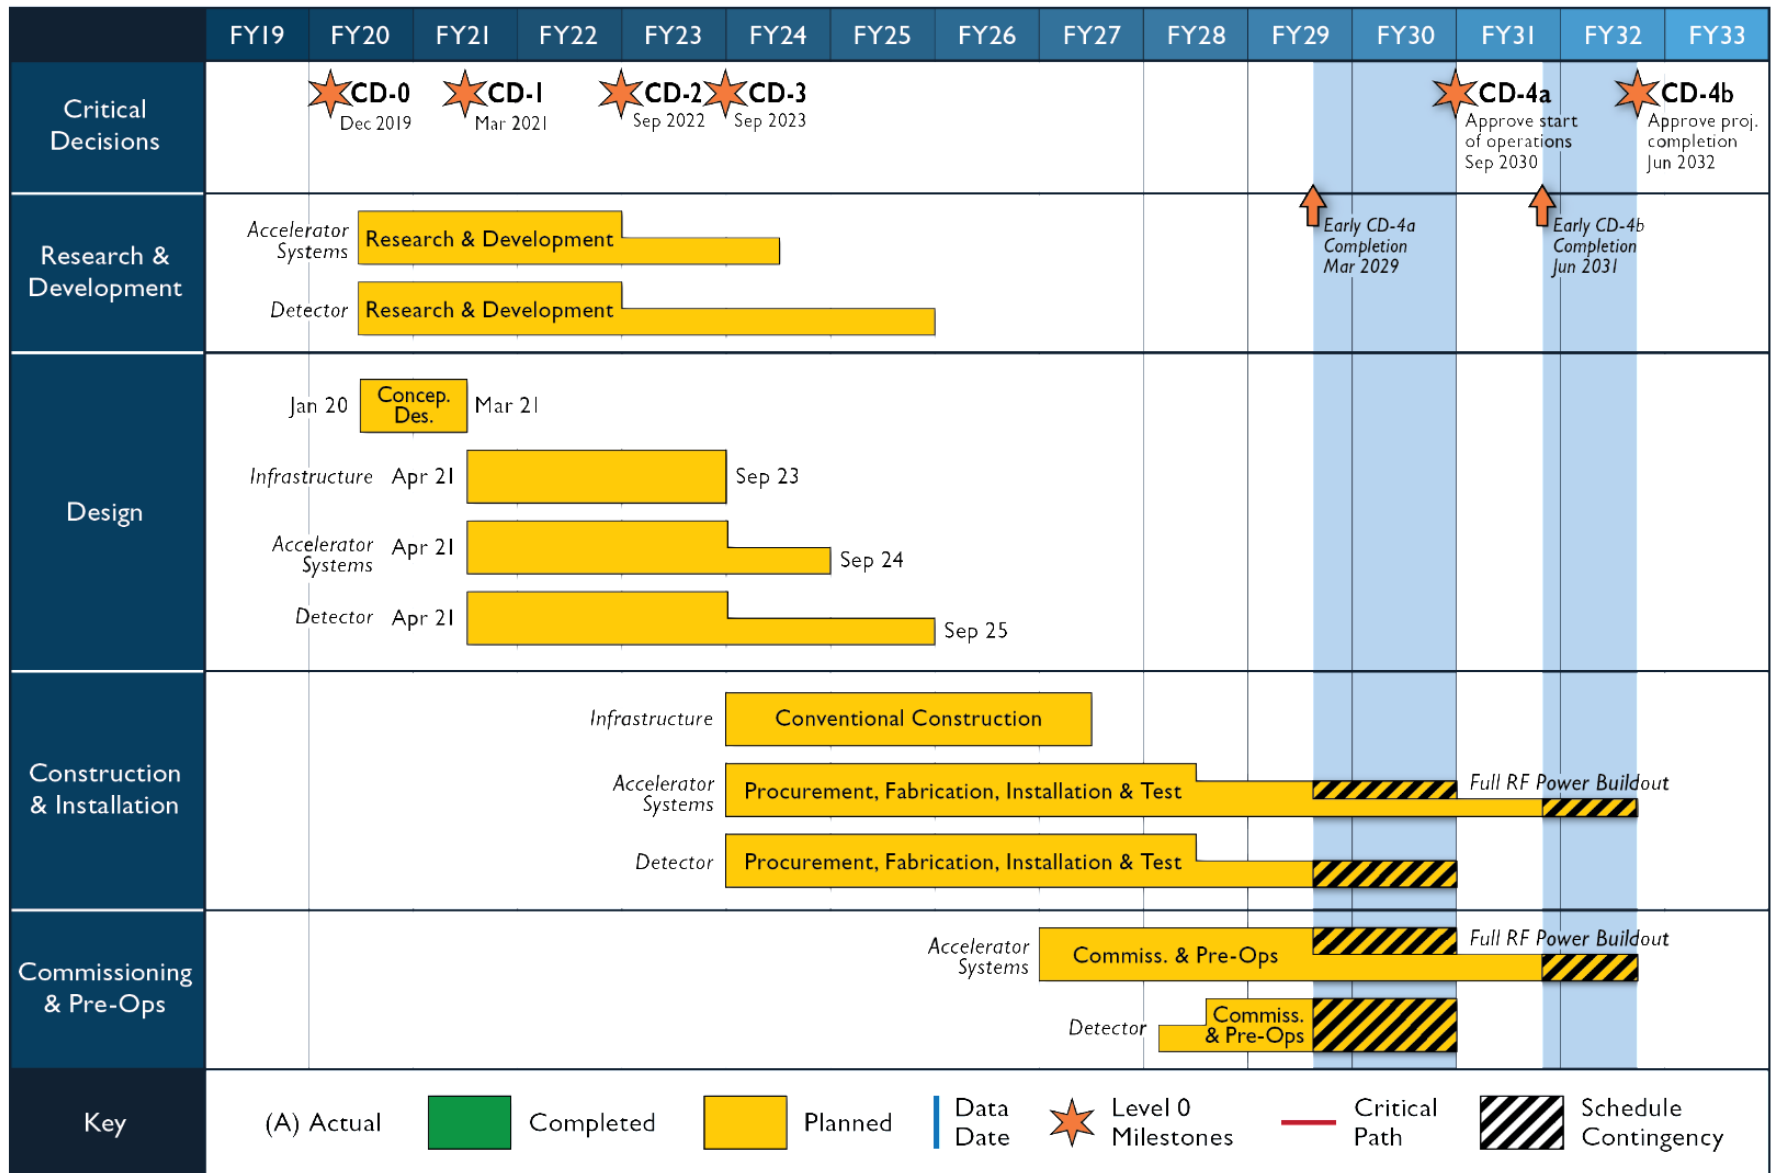 FY19 FY20 FY21 FY22 FY23 FY24 FY25 FY26 FY27 FY28 FY29 FY30 FY31 FY32 FY33
Critical
Decisions
CD-0
Dec 2019
CD-1
Mar 2021
CD-2
Sep 2022
CD-3
Sep 2023
CD-4a
Approve start
of operations
Sep 2030
CD-4b
Approve proj.
completion
Jun 2032
Research &
Development
Accelerator
Systems
Research & Development
Detector
Research & Development
Early CD-4a
Completion
Mar 2029
Early CD-4b
Completion
Jun 2031
Design
Jan 20
Concep.
Des.
Mar 21
Infrastructure Apr 21 Sep 23
Accelerator
Systems
Apr 21 Sep 24
Detector Apr 21 Sep 25
Construction
& Installation
Infrastructure Conventional Construction
Accelerator
Systems
Procurement, Fabrication, Installation & Test
Full RF Power Buildout
Detector Procurement, Fabrication, Installation & Test
Commissioning
& Pre-Ops
Accelerator
Systems
Commiss. & Pre-Ops
Full RF Power Buildout
Detector
Commiss.
& Pre-Ops
Key
(A) Actual
Completed
Planned
Data
Date
Level 0
Milestones
Critical
Path
Schedule
Contingency